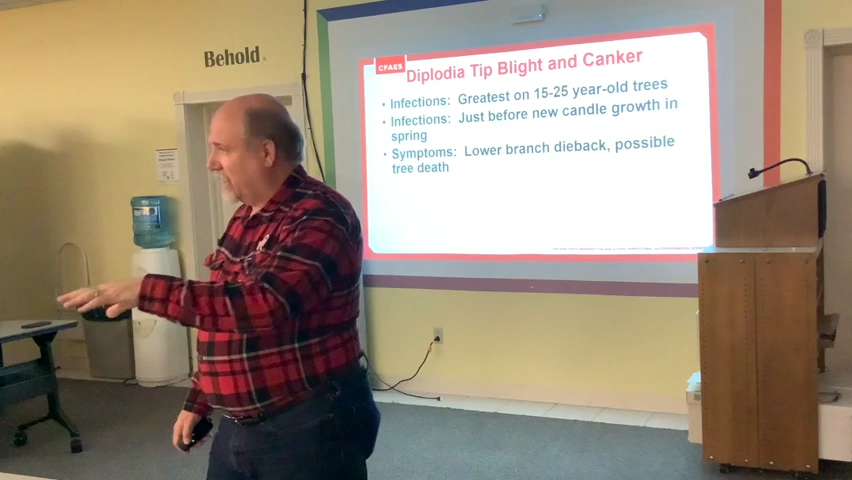 Behold.
CFAES
Diplodia Tip Blight and Canker
• Infections: Greatest on 15-25 year-old trees
• Infections: Just before new candle growth in
spring
• Symptoms: Lower branch dieback, possible
tree death